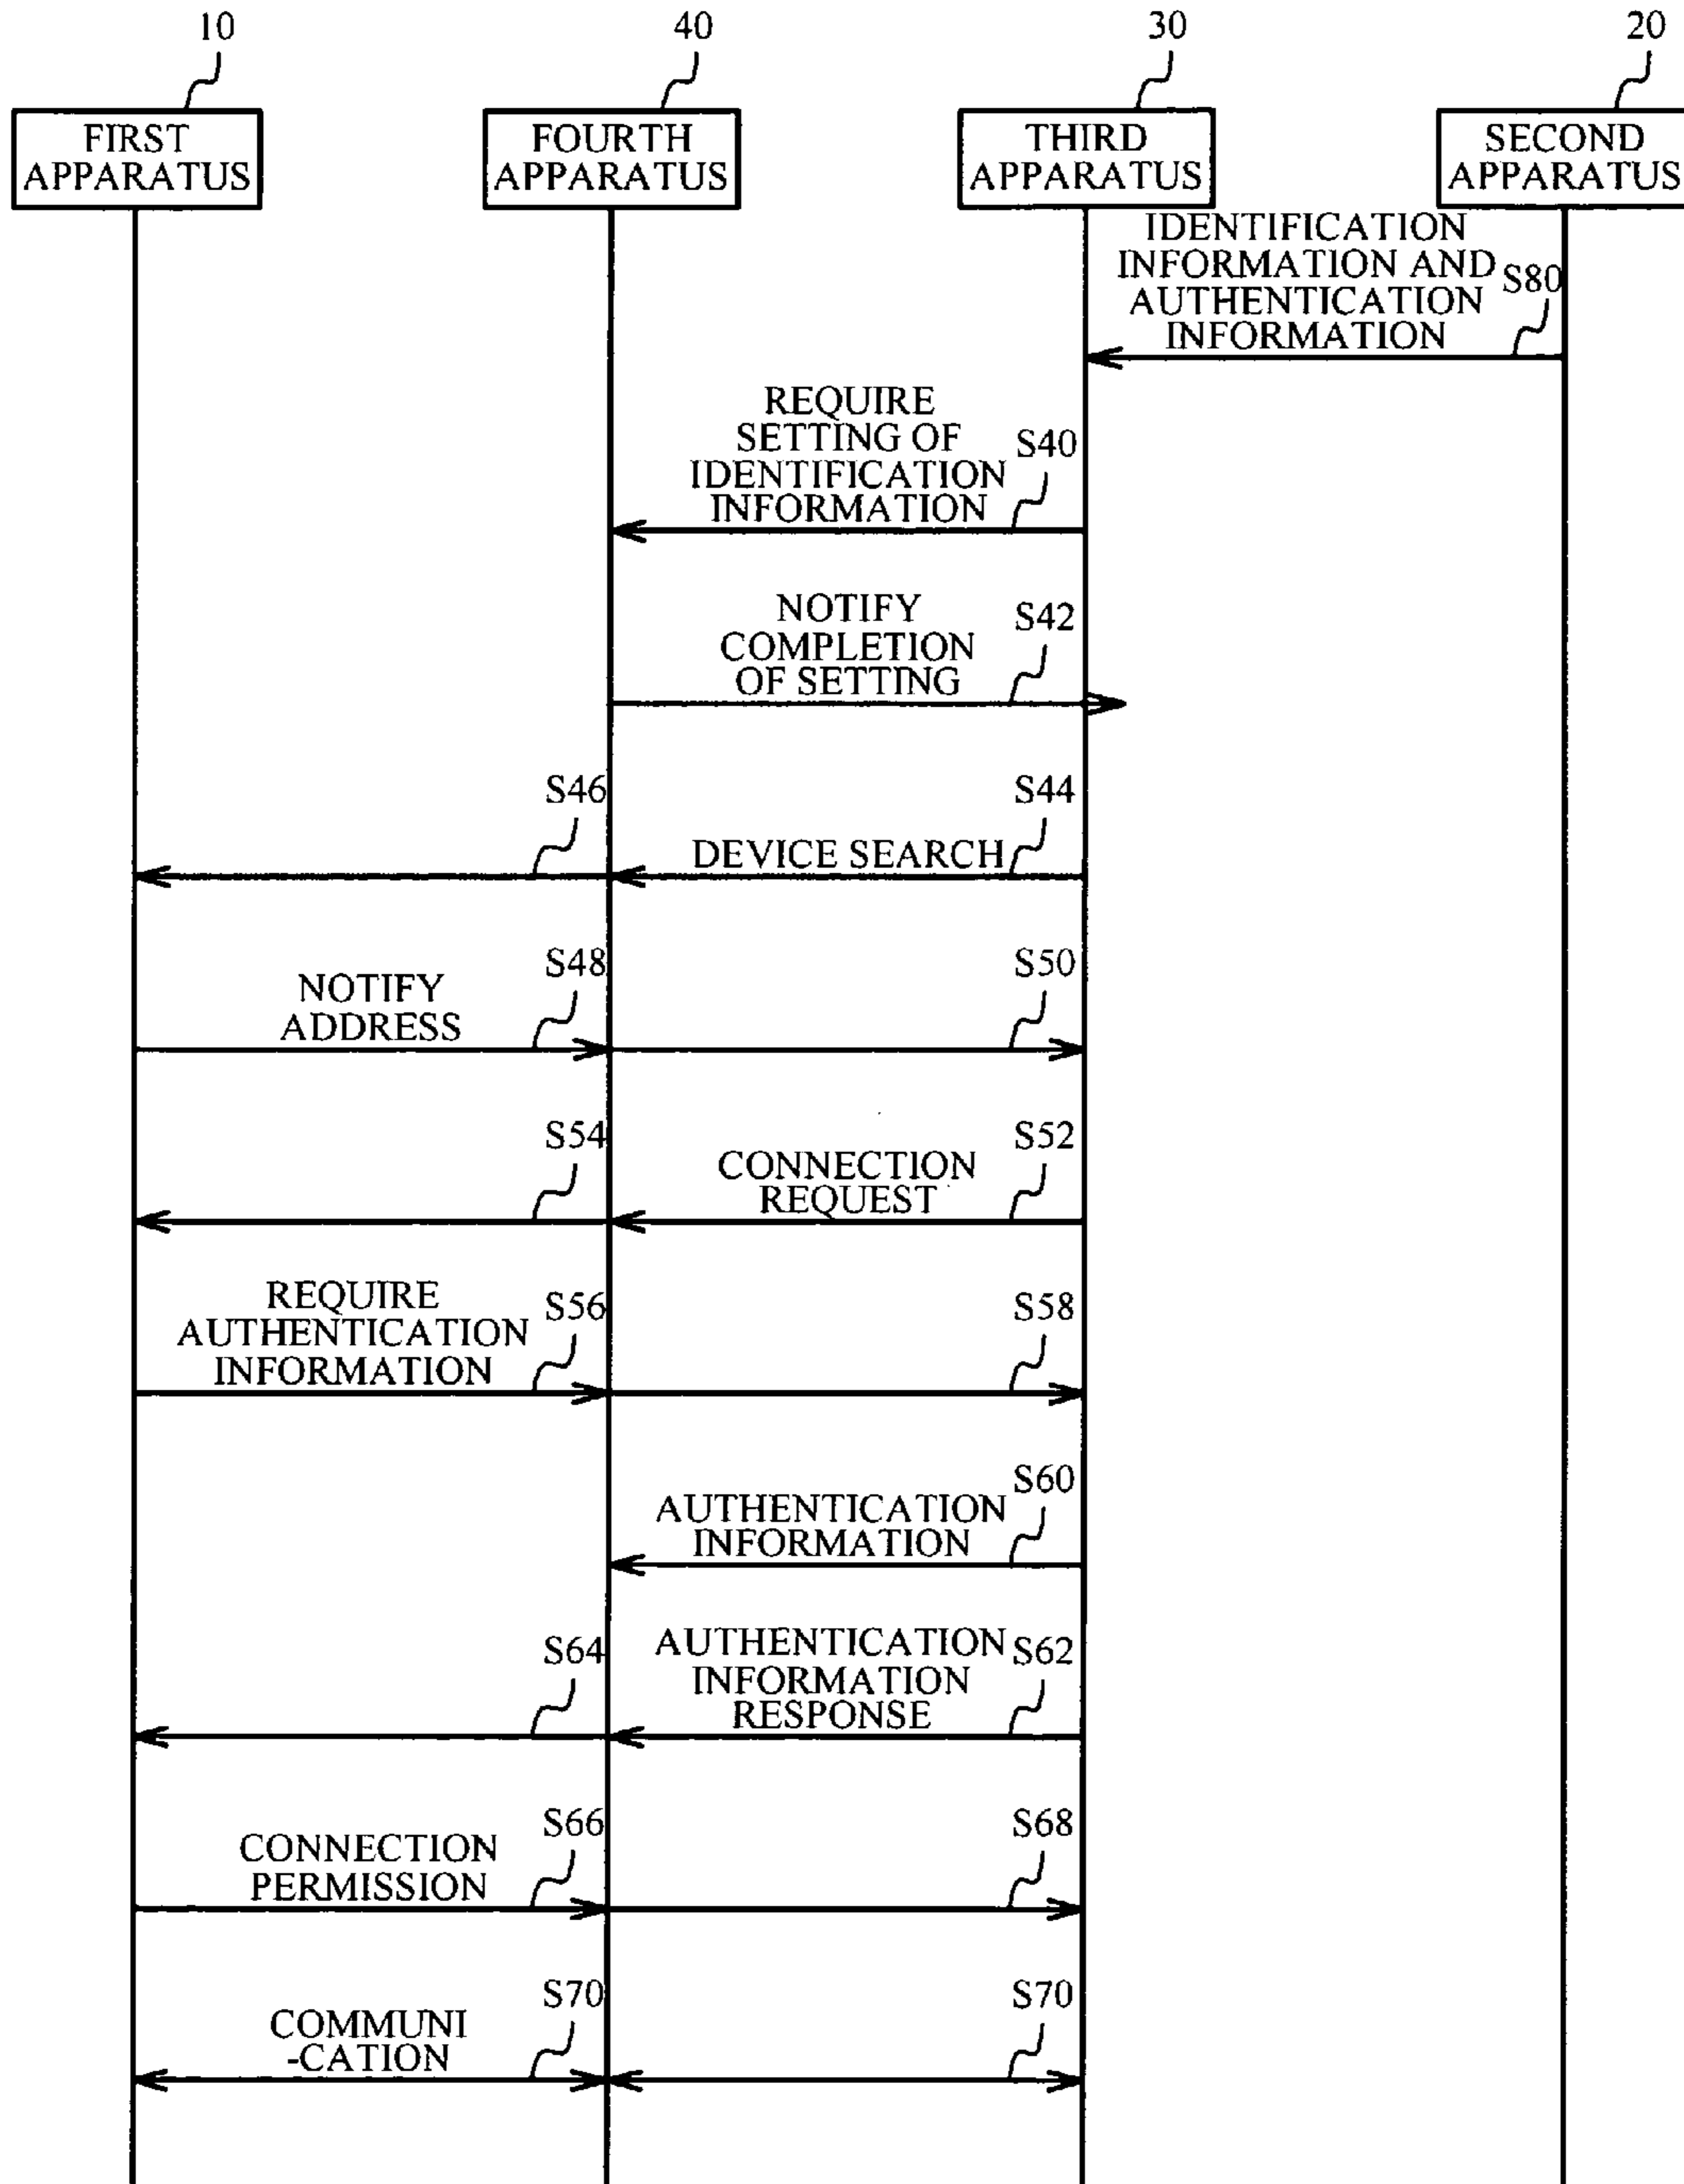 10
40
30
20
FIRST
APPARATUS
FOURTH
APPARATUS
THIRD
APPARATUS
SECOND
APPARATUS
IDENTIFICATION
INFORMATION AND
AUTHENTICATION
INFORMATION
S80
REQUIRE
SETTING OF
IDENTIFICATION
INFORMATION
S40
NOTIFY
COMPLETION
OF SETTING
S42
S46
DEVICE SEARCH
S44
NOTIFY
ADDRESS
S48
S50
S54
CONNECTION
REQUEST
S52
REQUIRE
AUTHENTICATION
INFORMATION
S56
S58
AUTHENTICATION
INFORMATION
S60
S64
AUTHENTICATION
INFORMATION
RESPONSE
S62
CONNECTION
PERMISSION
S66
S68
COMMUNI
-CATION
S70
S70